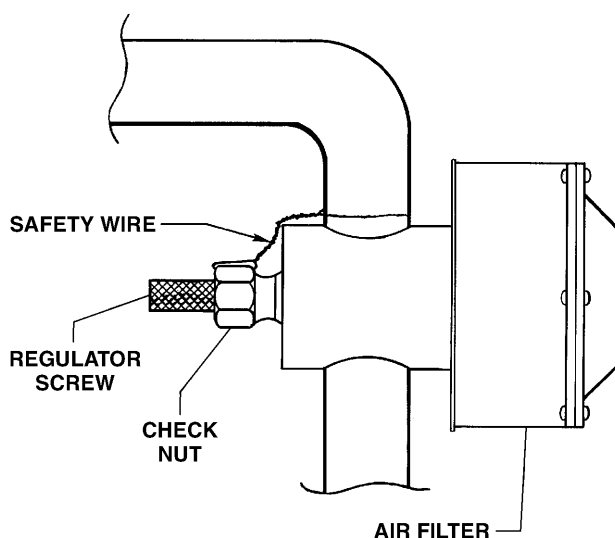 SAFETY WIRE
REGULATOR
SCREW
CHECK
NUT
AIR FILTER